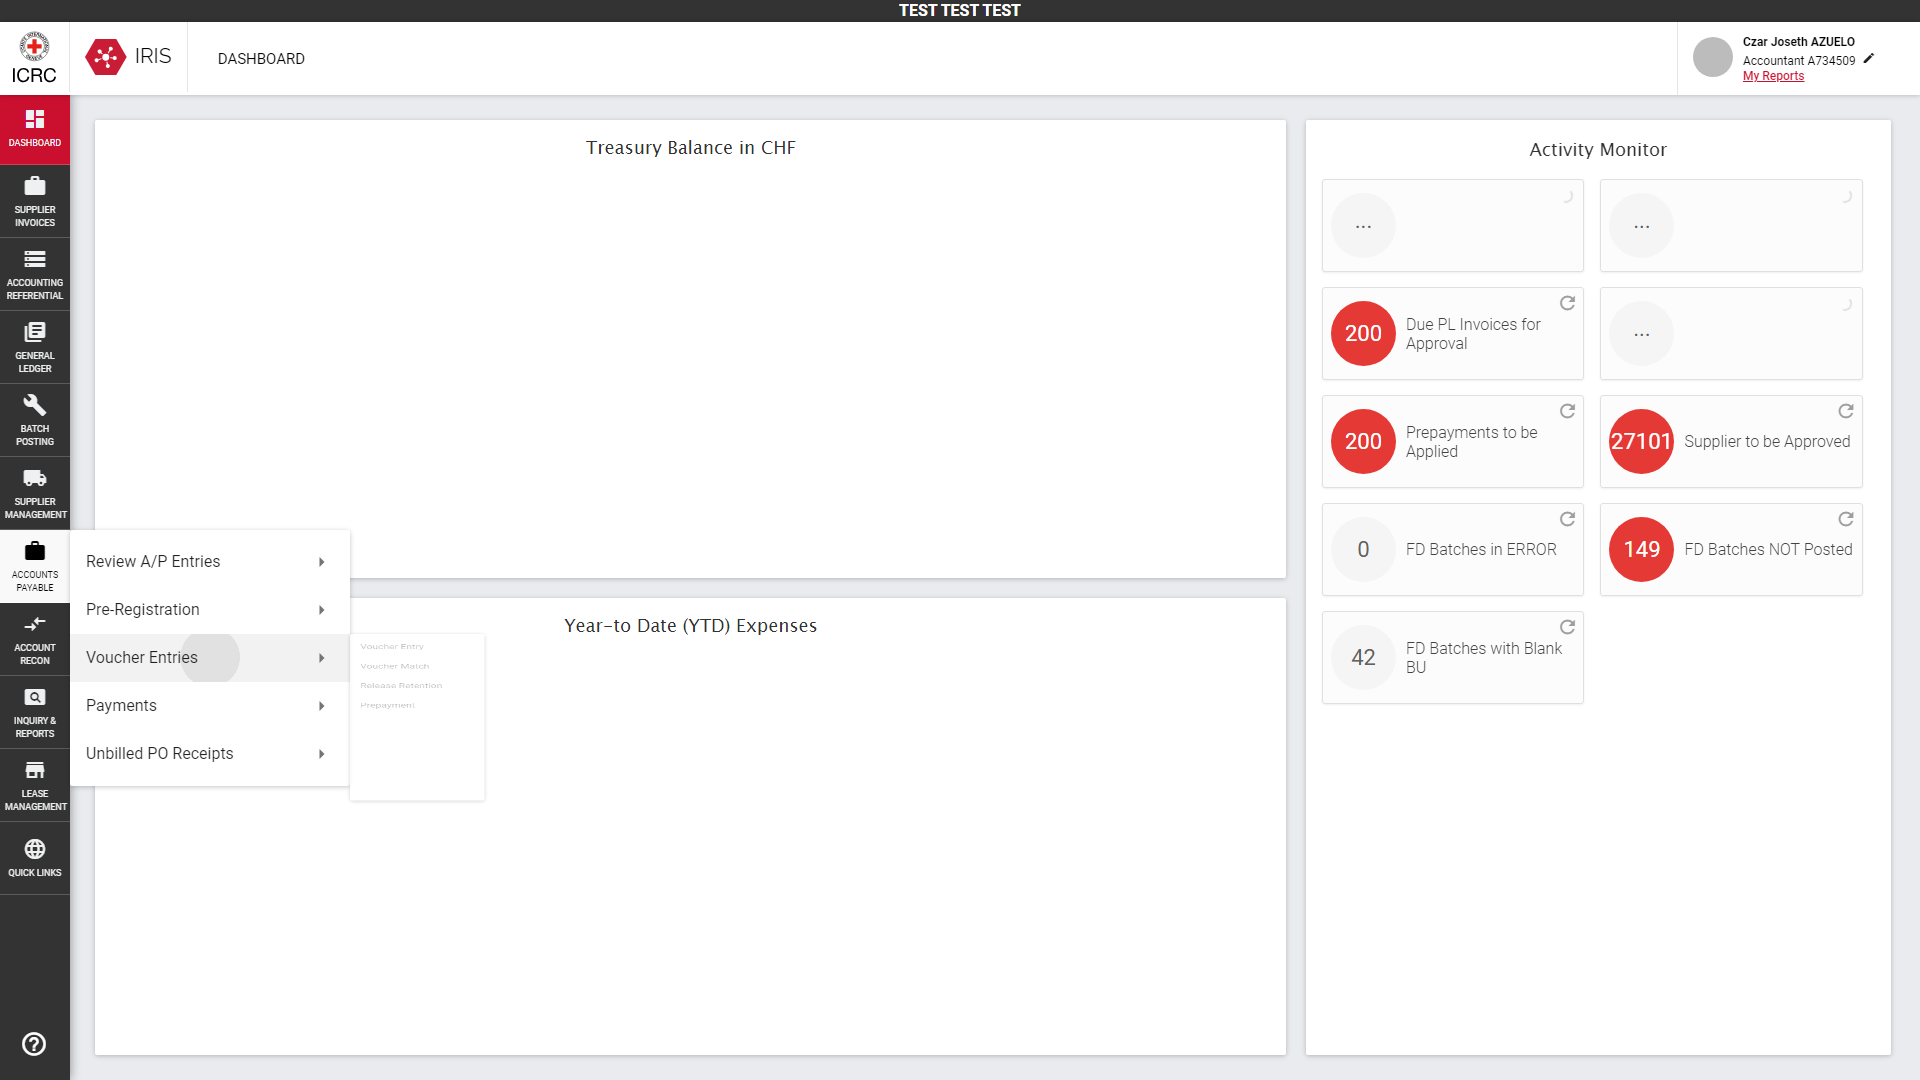 TEST TEST TEST
ICRC
IRIS
DASHBOARD
Czar Joseth AZUELO
Accountant A734509
My Reports
DASHBOARD
SUPPLIER
INVOICES
ACCOUNTING
REFERENTIAL
GENERAL
LEDGER
BATCH
POSTING
SUPPLIER
MANAGEMENT
ACCOUNTS
PAYABLE
ACCOUNT
RECON
INQUIRY &
REPORTS
LEASE
MANAGEMENT
QUICK LINKS
Review A/P Entries
Pre-Registration
Voucher Entries
Payments
Unbilled PO Receipts
Voucher Entry
Voucher Match
Release Retention
Prepayment
Treasury Balance in CHF
Year-to Date (YTD) Expenses
Activity Monitor
...
...
200
Due PL Invoices for
Approval
...
200
Prepayments to be
Applied
27101
Supplier to be Approved
0
FD Batches in ERROR
149
FD Batches NOT Posted
42
FD Batches with Blank
BU